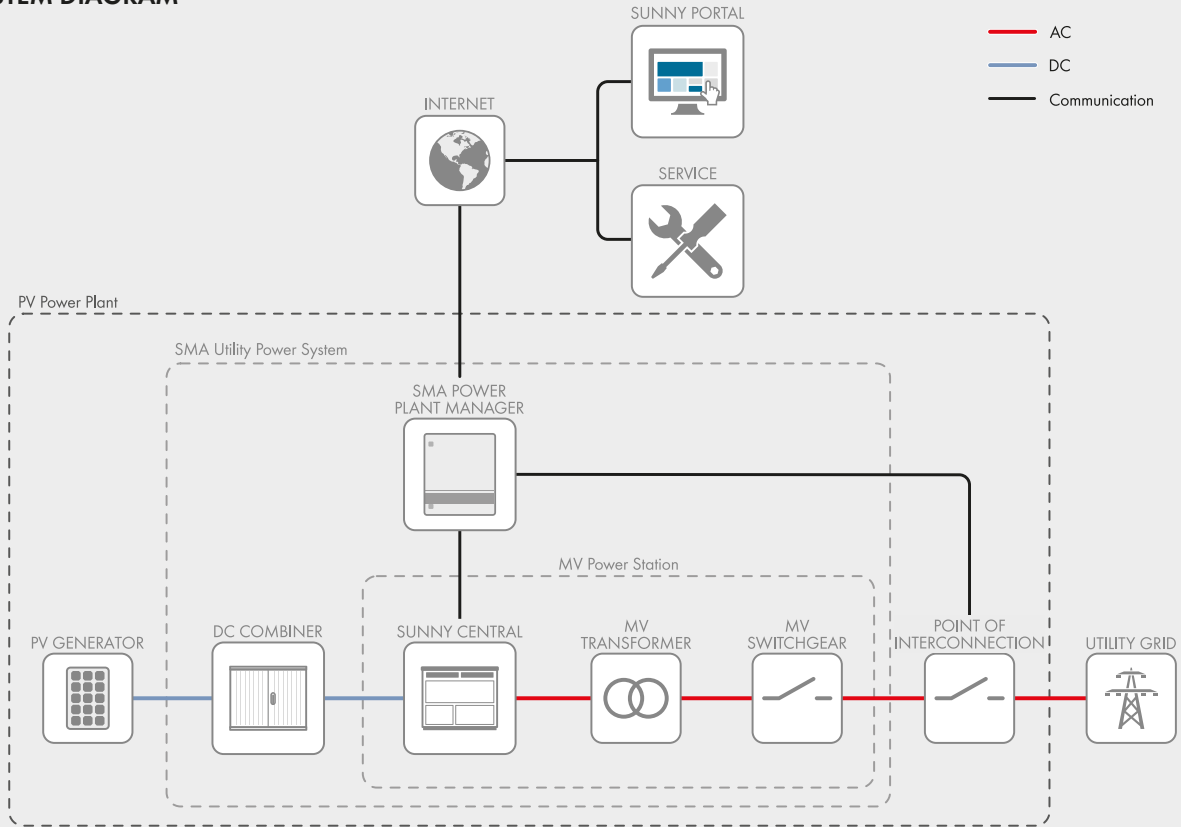 SUNNY PORTAL
AC
DC
Communication
INTERNET
SERVICE
PV Power Plant
SMA Utility Power System
SMA POWER
PLANT MANAGER
MV Power Station
PV GENERATOR
DC COMBINER
SUNNY CENTRAL
MV
TRANSFORMER
MV
SWITCHGEAR
POINT OF
INTERCONNECTION
UTILITY GRID